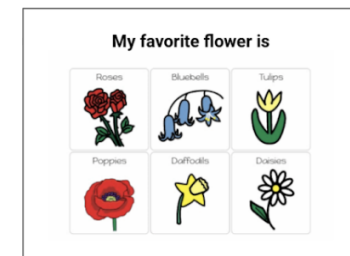 My favorite flower is
Roses Bluebells Tulips
Poppies Daffodils Daisies